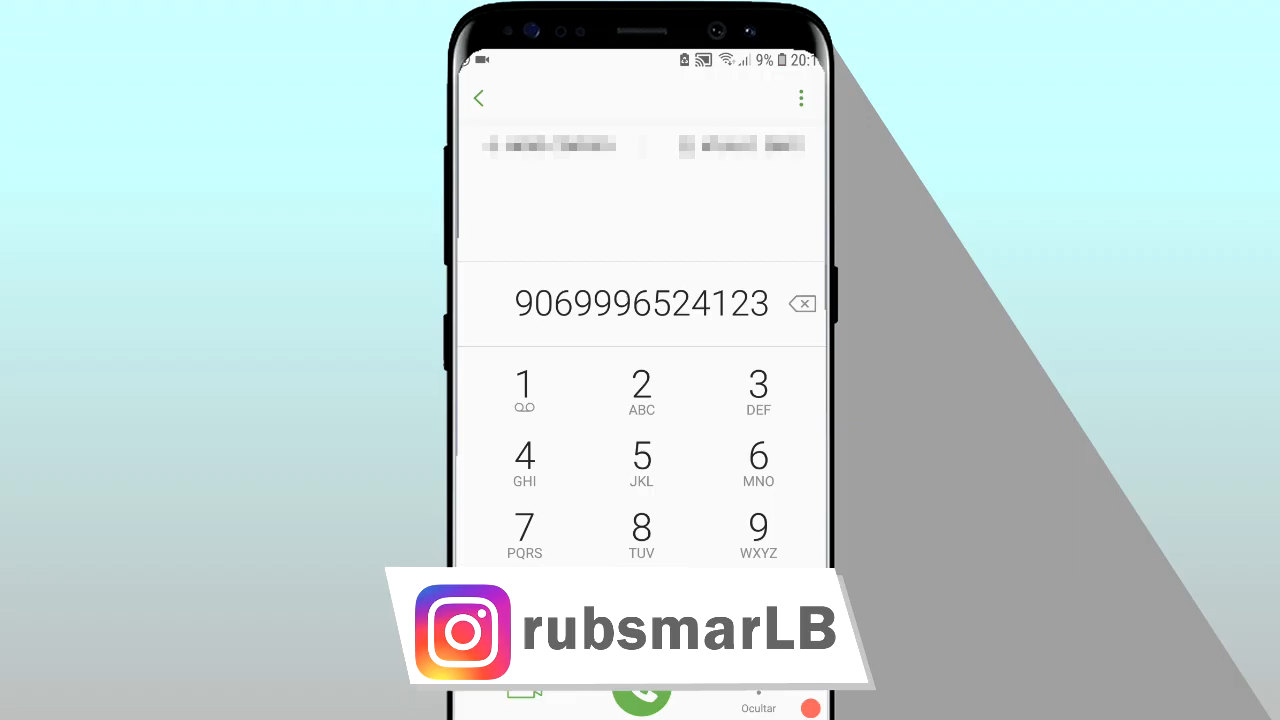 9% 20:1
9069996524123
1 2 3
ABC DEF
4 5 6
GHI JKL MNO
7 8 9
PQRS TUV WXYZ
rubsmarLB
Ocultar